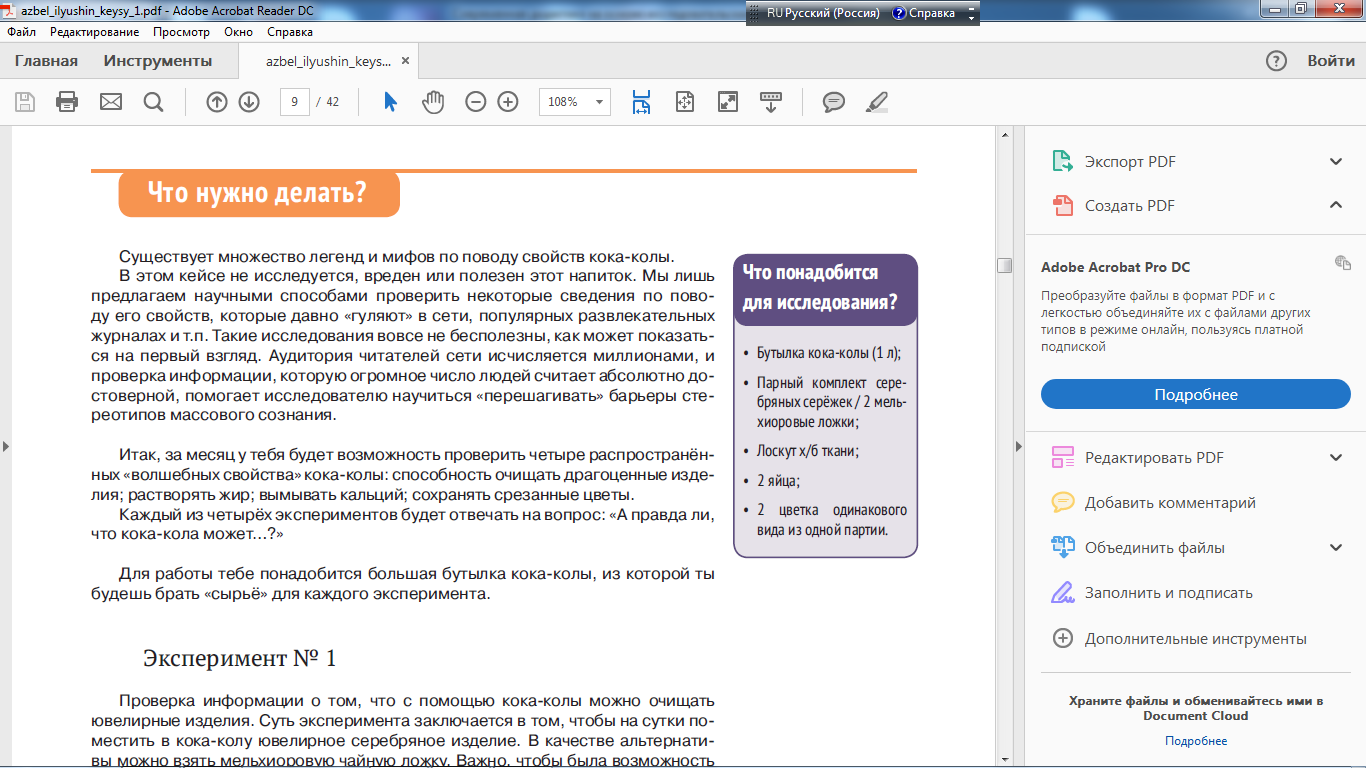 azbel_ilyushin_keysy_1.pdf - Adobe Acrobat Reader DC
RU Русский (Россия) Справка
Файл Редактирование Просмотр Окно Справка
Главная Инструменты azbel_ilyushin_keys... × Войти
9 / 42 108%
Что нужно делать?
Существует множество легенд и мифов по поводу свойств кока-колы.
В этом кейсе не исследуется, вреден или полезен этот напиток. Мы лишь
предлагаем научными способами проверить некоторые сведения по пово-
ду его свойств, которые давно «гуляют» в сети, популярных развлекательных
журналах и т.п. Такие исследования вовсе не бесполезны, как может показать-
ся на первый взгляд. Аудитория читателей сети исчисляется миллионами, и
проверка информации, которую огромное число людей считает абсолютно до-
стоверной, помогает исследователю научиться «перешагивать» барьеры сте-
реотипов массового сознания.
Итак, за месяц у тебя будет возможность проверить четыре распространён-
ных «волшебных свойства» кока-колы: способность очищать драгоценные изде-
лия; растворять жир; вымывать кальций; сохранять срезанные цветы.
Каждый из четырёх экспериментов будет отвечать на вопрос: «А правда ли,
что кока-кола может...?»
Для работы тебе понадобится большая бутылка кока-колы, из которой ты
будешь брать «сырьё» для каждого эксперимента.
Эксперимент № 1
Проверка информации о том, что с помощью кока-колы можно очищать
ювелирные изделия. Суть эксперимента заключается в том, чтобы на сутки по-
местить в кока-колу ювелирное серебряное изделие. В качестве альтернати-
вы можно взять мельхиоровую чайную ложку. Важно, чтобы была возможность
Что понадобится
для исследования?
• Бутылка кока-колы (1 л);
• Парный комплект сере-
бряных серёжек / 2 мель-
хиоровые ложки;
• Лоскут х/б ткани;
• 2 яйца;
• 2 цветка одинакового
вида из одной партии.
Экспорт PDF
Создать PDF
Adobe Acrobat Pro DC
Преобразуйте файлы в формат PDF и с
легкостью объединяйте их с файлами других
типов в режиме онлайн, пользуясь платной
подпиской
Подробнее
Редактировать PDF
Добавить комментарий
Объединить файлы
Заполнить и подписать
Дополнительные инструменты
Храните файлы и обменивайтесь ими в
Document Cloud
Подробнее